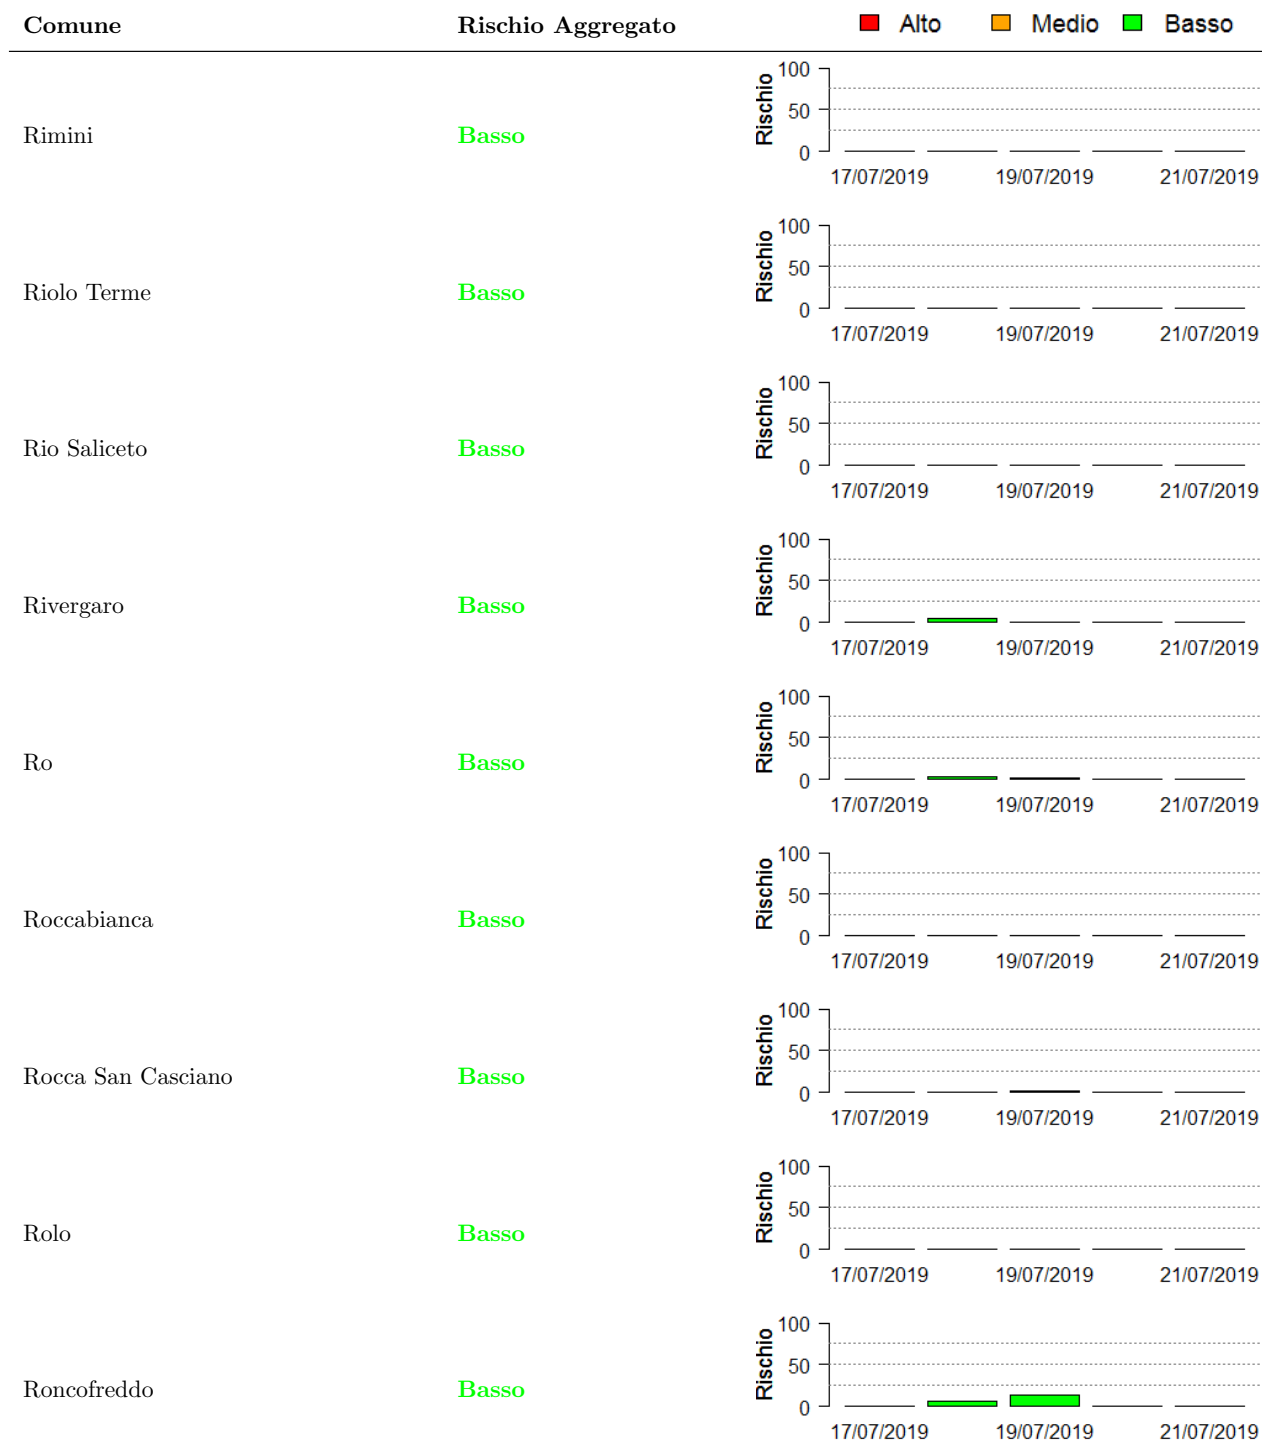 Comune Rischio Aggregato Alto Medio Basso
100
50
0
Rischio
Rimini Basso
17/07/2019 19/07/2019 21/07/2019
100
50
0
Rischio
Riolo Terme Basso
17/07/2019 19/07/2019 21/07/2019
100
50
0
Rischio
Rio Saliceto Basso
17/07/2019 19/07/2019 21/07/2019
100
50
0
Rischio
Rivergaro Basso
17/07/2019 19/07/2019 21/07/2019
100
50
0
Rischio
Ro Basso
17/07/2019 19/07/2019 21/07/2019
100
50
0
Rischio
Roccabianca Basso
17/07/2019 19/07/2019 21/07/2019
100
50
0
Rischio
Rocca San Casciano Basso
17/07/2019 19/07/2019 21/07/2019
100
50
0
Rischio
Rolo Basso
17/07/2019 19/07/2019 21/07/2019
100
50
0
Rischio
Roncofreddo Basso
17/07/2019 19/07/2019 21/07/2019